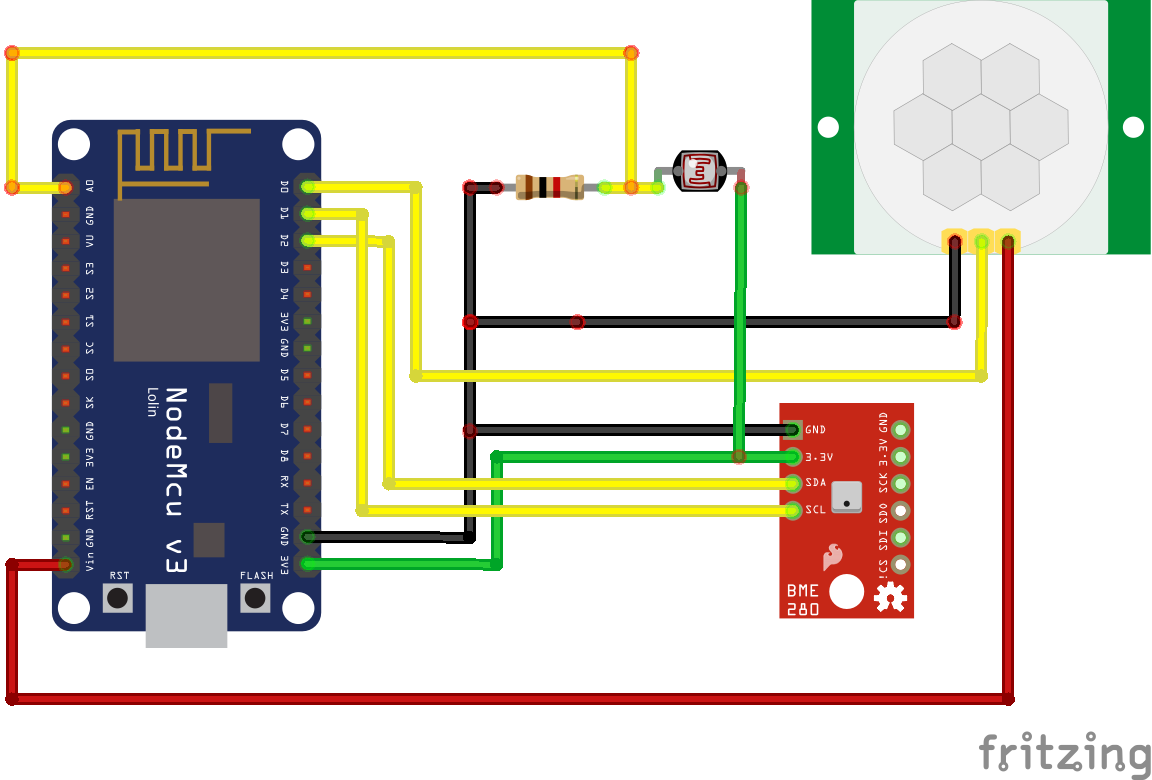 A0
GND
VU
S3
S2
S1
SC
S0
SK
GND
3V3
EN
RST
GND
Vin
D0
D1
D2
D3
D4
3V3
GND
D5
D6
D7
D8
RX
TX
GND
3V3
NodeMcu v3
Lolin
RST
FLASH
GND
3.3V
SDA
SCL
GND
3.3V
SCK
SDO
SDI
!CS
BME
280
fritzing